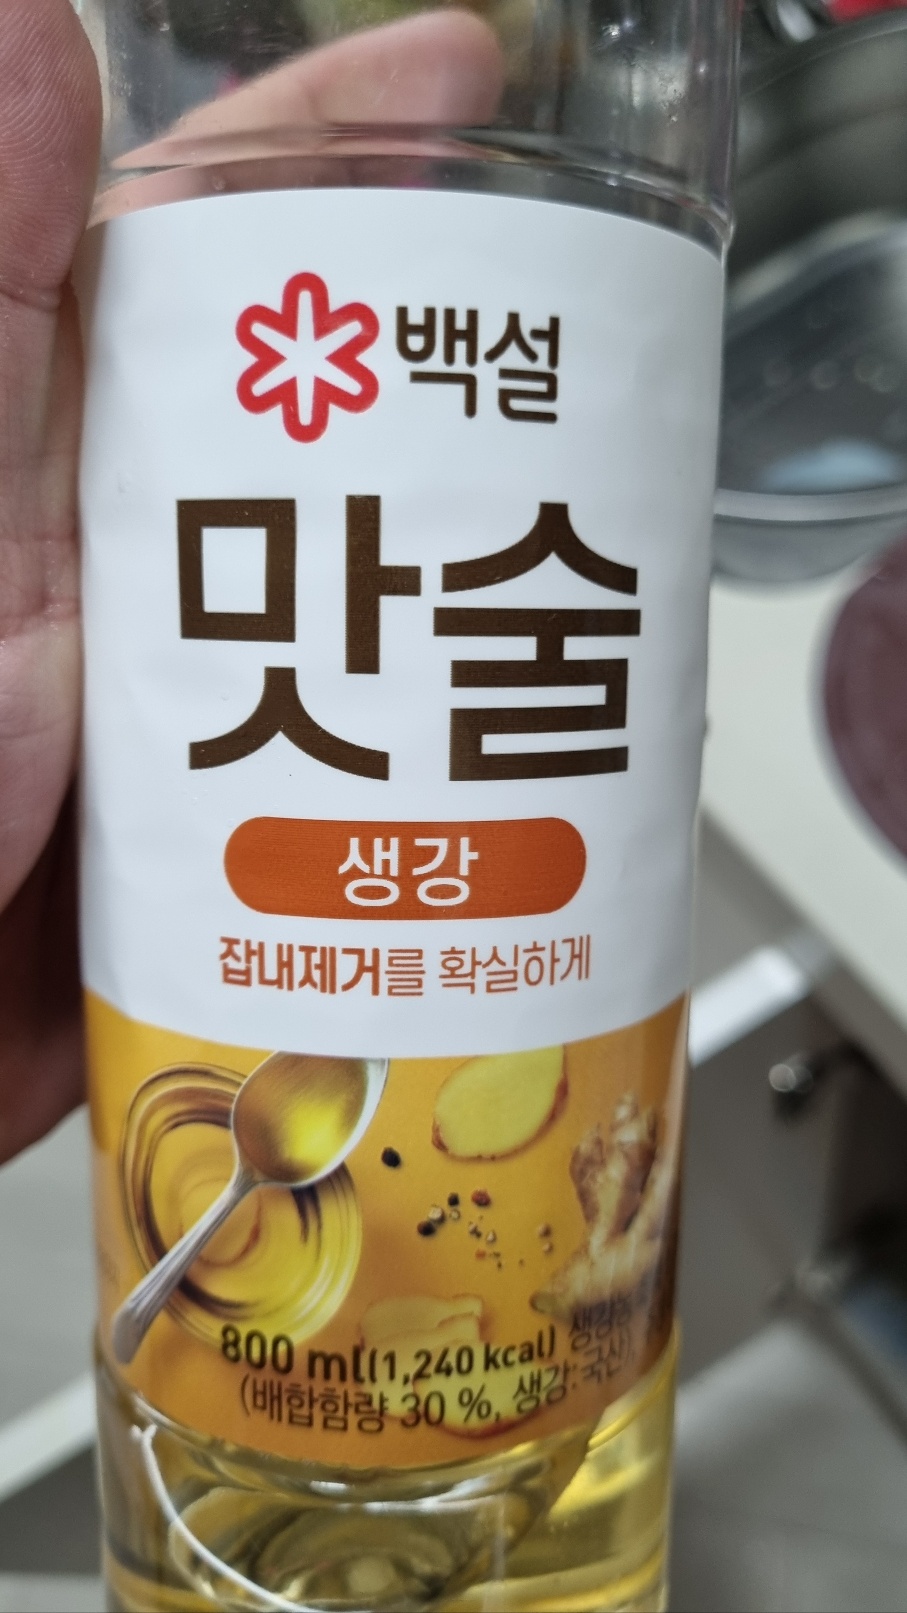 백설
맛술
생강
잡내제거를 확실하게
800 ml(1,240 kcal)
(배합함량 30 %, 생강:국산),